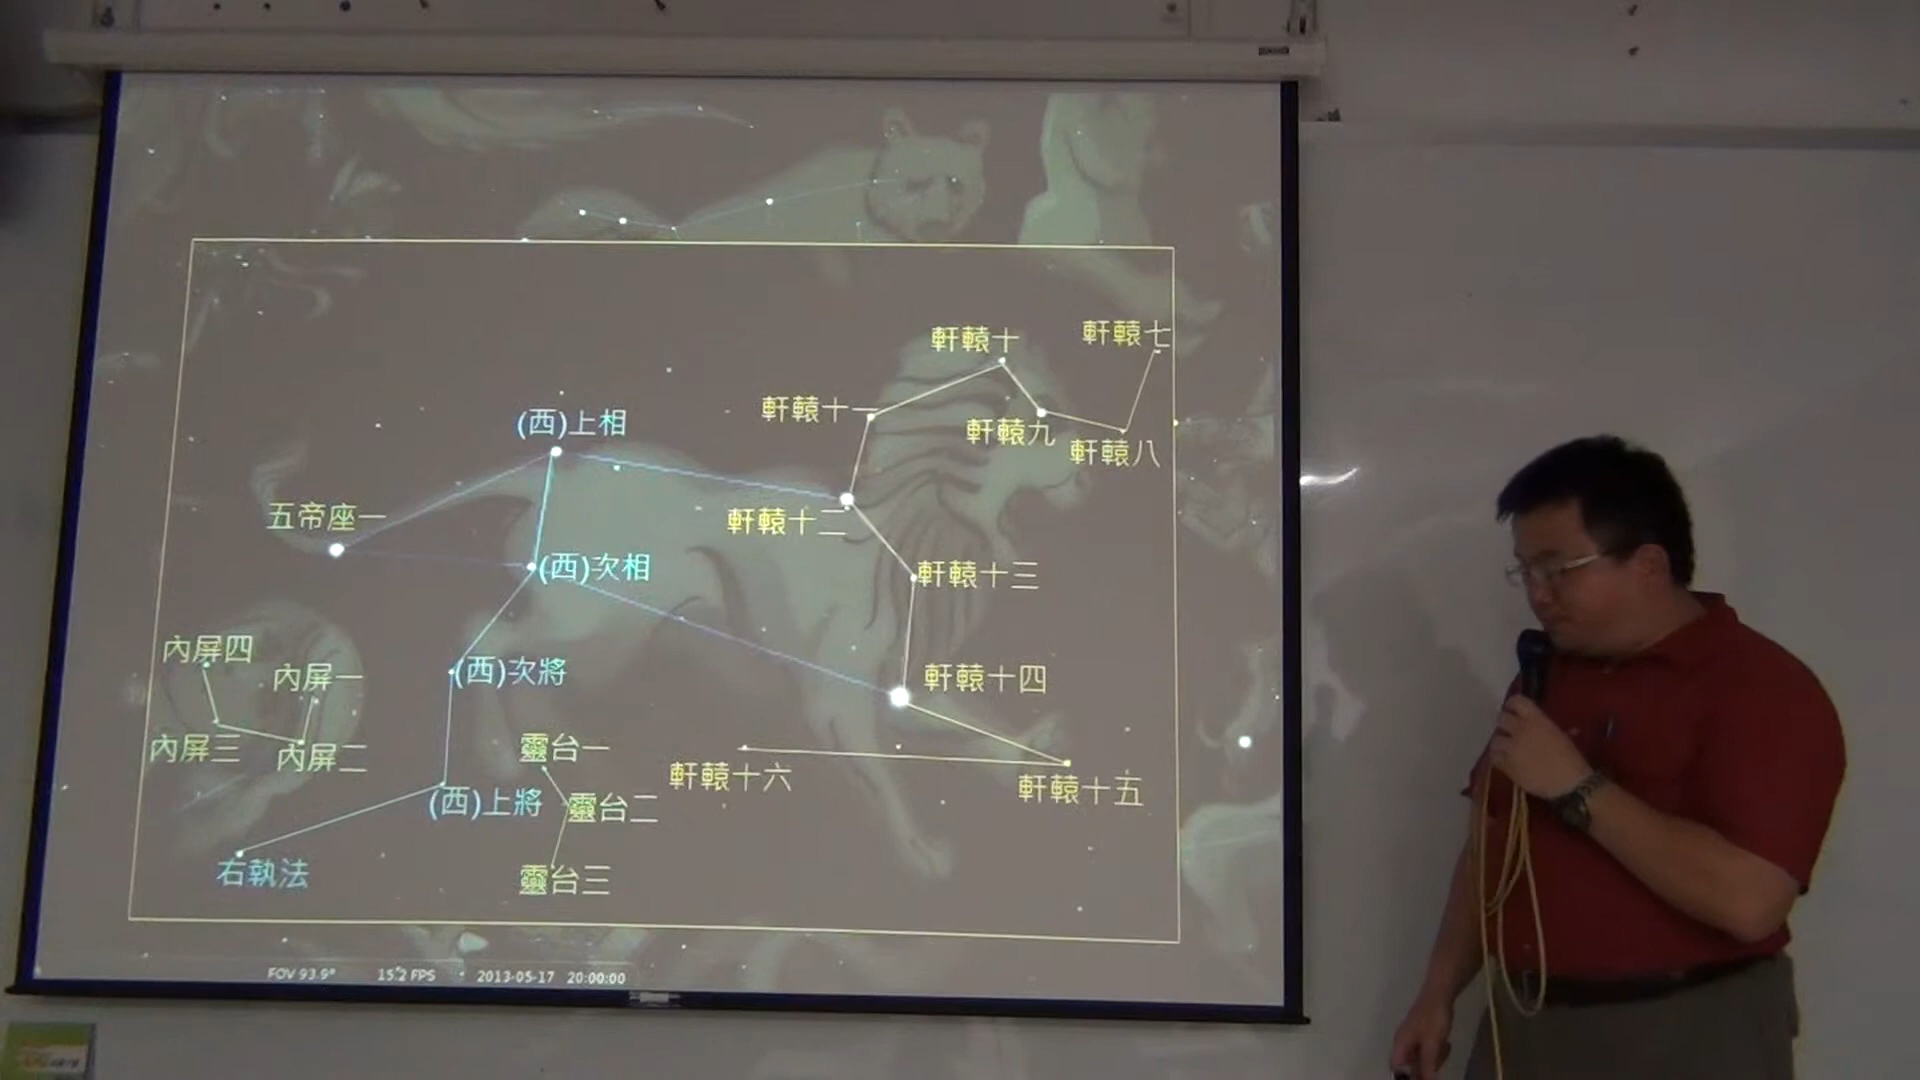 軒轅十
軒轅七
軒轅十一
(西)上相
軒轅九
軒轅八
五帝座一
軒轅十二
(西)次相
軒轅十三
內屏四
內屏一
(西)次將
軒轅十四
內屏三
內屏二
靈台一
軒轅十六
軒轅十五
(西)上將
靈台二
右執法
靈台三
FOV 93.9° 15.2 FPS 2013-05-17 20:00:00